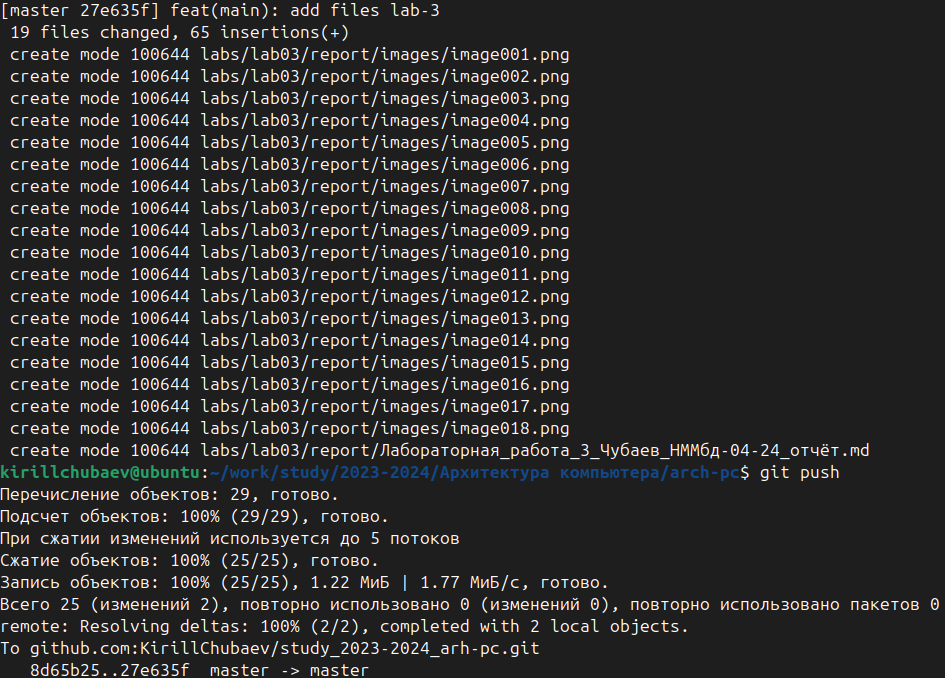 [master 27e635f] feat(main): add files lab-3
19 files changed, 65 insertions(+)
create mode 100644 labs/lab03/report/images/image001.png
create mode 100644 labs/lab03/report/images/image002.png
create mode 100644 labs/lab03/report/images/image003.png
create mode 100644 labs/lab03/report/images/image004.png
create mode 100644 labs/lab03/report/images/image005.png
create mode 100644 labs/lab03/report/images/image006.png
create mode 100644 labs/lab03/report/images/image007.png
create mode 100644 labs/lab03/report/images/image008.png
create mode 100644 labs/lab03/report/images/image009.png
create mode 100644 labs/lab03/report/images/image010.png
create mode 100644 labs/lab03/report/images/image011.png
create mode 100644 labs/lab03/report/images/image012.png
create mode 100644 labs/lab03/report/images/image013.png
create mode 100644 labs/lab03/report/images/image014.png
create mode 100644 labs/lab03/report/images/image015.png
create mode 100644 labs/lab03/report/images/image016.png
create mode 100644 labs/lab03/report/images/image017.png
create mode 100644 labs/lab03/report/images/image018.png
create mode 100644 labs/lab03/report/Лабораторная_работа_3_Чубаев_НММбд-04-24_отчёт.md
kirillchubaev@ubuntu:~/work/study/2023-2024/Архитектура компьютера/arch-pc$ git push
Перечисление объектов: 29, готово.
Подсчет объектов: 100% (29/29), готово.
При сжатии изменений используется до 5 потоков
Сжатие объектов: 100% (25/25), готово.
Запись объектов: 100% (25/25), 1.22 МиБ | 1.77 МиБ/с, готово.
Всего 25 (изменений 2), повторно использовано 0 (изменений 0), повторно использовано пакетов 0
remote: Resolving deltas: 100% (2/2), completed with 2 local objects.
To github.com:KirillChubaev/study_2023-2024_arh-pc.git
8d65b25..27e635f  master -> master